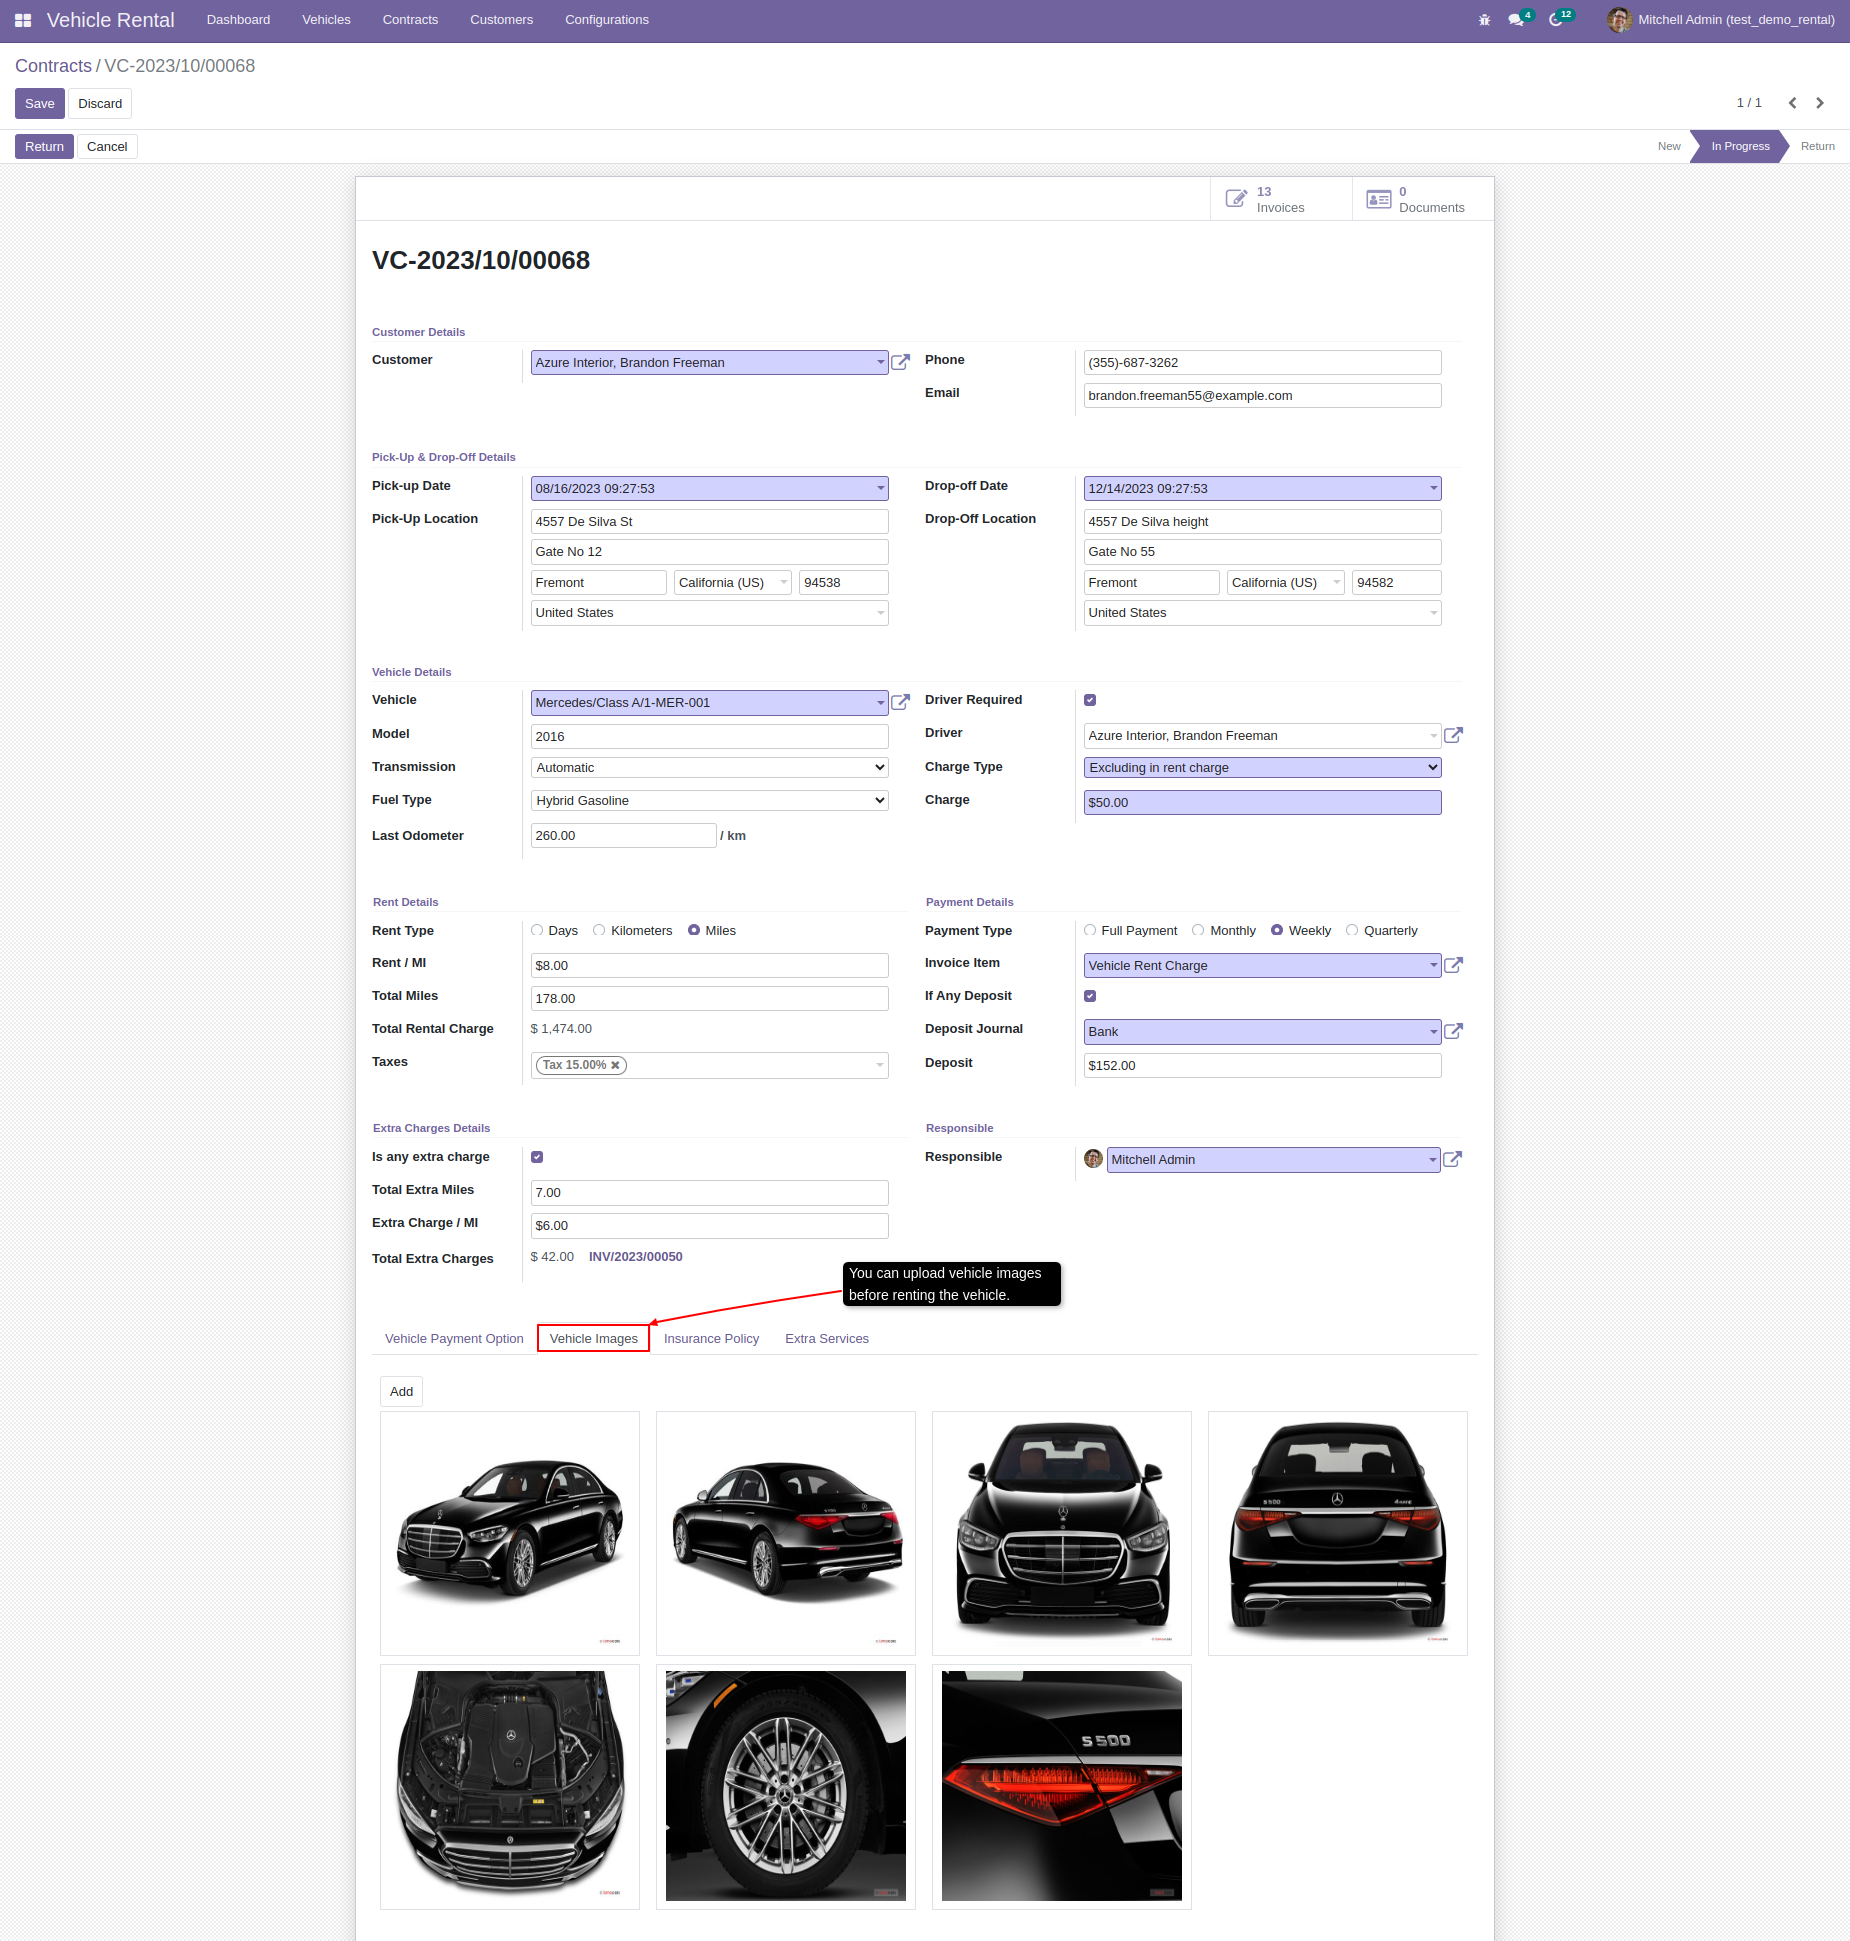 Vehicle Rental Dashboard Vehicles Contracts Customers Configurations 4 12 Mitchell Admin (test_demo_rental)
Contracts / VC-2023/10/00068
Save Discard 1 / 1
Return Cancel New In Progress Return
13 Invoices
0 Documents
VC-2023/10/00068
Customer Details
Customer Azure Interior, Brandon Freeman Phone (355)-687-3262
Email brandon.freeman55@example.com
Pick-Up & Drop-Off Details
Pick-up Date 08/16/2023 09:27:53 Drop-off Date 12/14/2023 09:27:53
Pick-Up Location 4557 De Silva St Drop-Off Location 4557 De Silva height
Gate No 12 Gate No 55
Fremont California (US) 94538 Fremont California (US) 94582
United States United States
Vehicle Details
Vehicle Mercedes/Class A/1-MER-001 Driver Required
Model 2016 Driver Azure Interior, Brandon Freeman
Transmission Automatic Charge Type Excluding in rent charge
Fuel Type Hybrid Gasoline Charge $50.00
Last Odometer 260.00 / km
Rent Details Payment Details
Rent Type Days Kilometers Miles Payment Type Full Payment Monthly Weekly Quarterly
Rent / MI $8.00 Invoice Item Vehicle Rent Charge
Total Miles 178.00 If Any Deposit
Total Rental Charge $ 1,474.00 Deposit Journal Bank
Taxes Tax 15.00% Deposit $152.00
Extra Charges Details Responsible
Is any extra charge Responsible Mitchell Admin
Total Extra Miles 7.00
Extra Charge / MI $6.00
Total Extra Charges $ 42.00 INV/2023/00050
You can upload vehicle images
before renting the vehicle.
Vehicle Payment Option Vehicle Images Insurance Policy Extra Services
Add
S 500
S 500